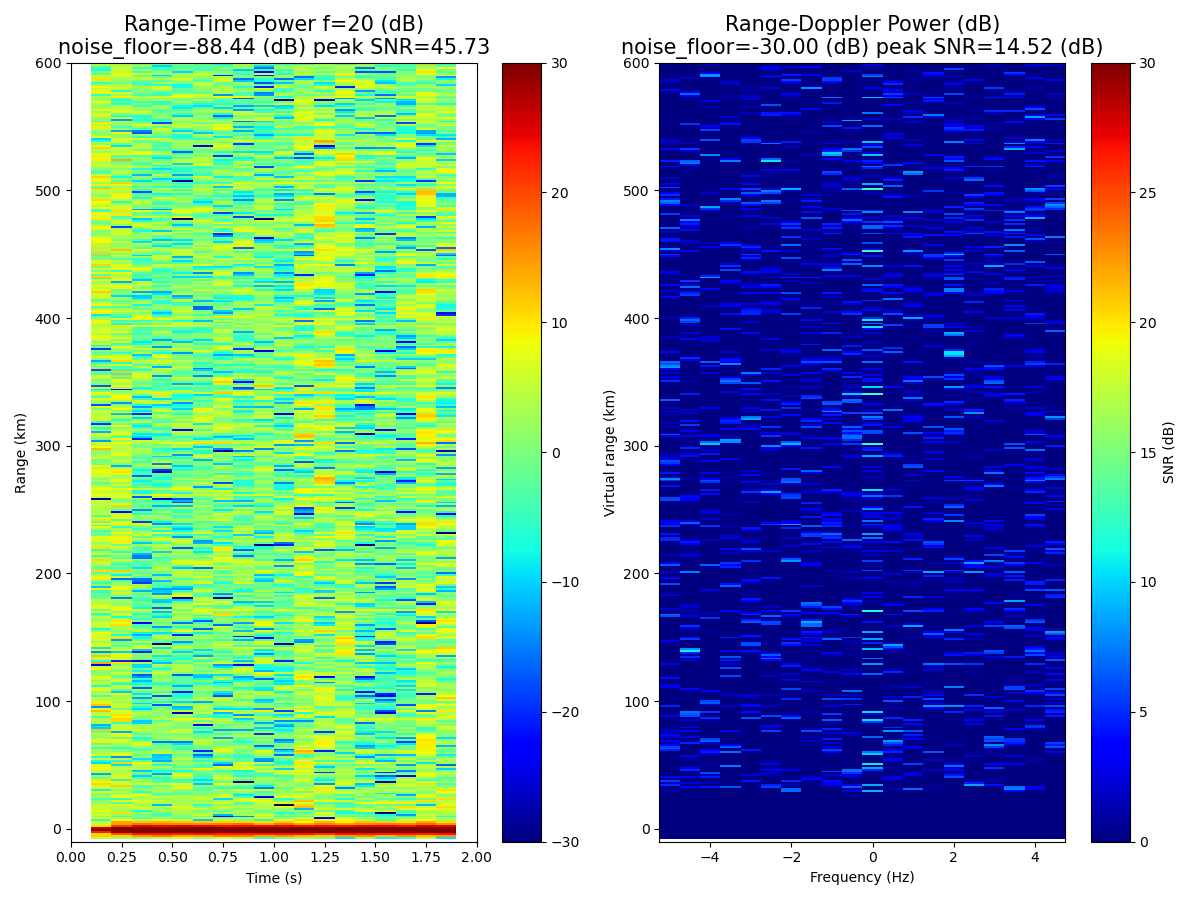 Range-Time Power f=20 (dB)
noise_floor=-88.44 (dB) peak SNR=45.73
Range (km)
600
500
400
300
200
100
0
0.00 0.25 0.50 0.75 1.00 1.25 1.50 1.75 2.00
Time (s)
30
20
10
0
−10
−20
−30
Range-Doppler Power (dB)
noise_floor=-30.00 (dB) peak SNR=14.52 (dB)
Virtual range (km)
600
500
400
300
200
100
0
−4 −2 0 2 4
Frequency (Hz)
30
25
20
15
10
5
0
SNR (dB)